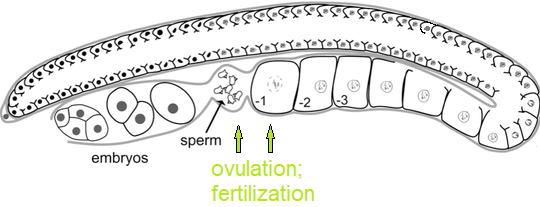 -1 -2 -3
sperm
embryos
ovulation;
fertilization